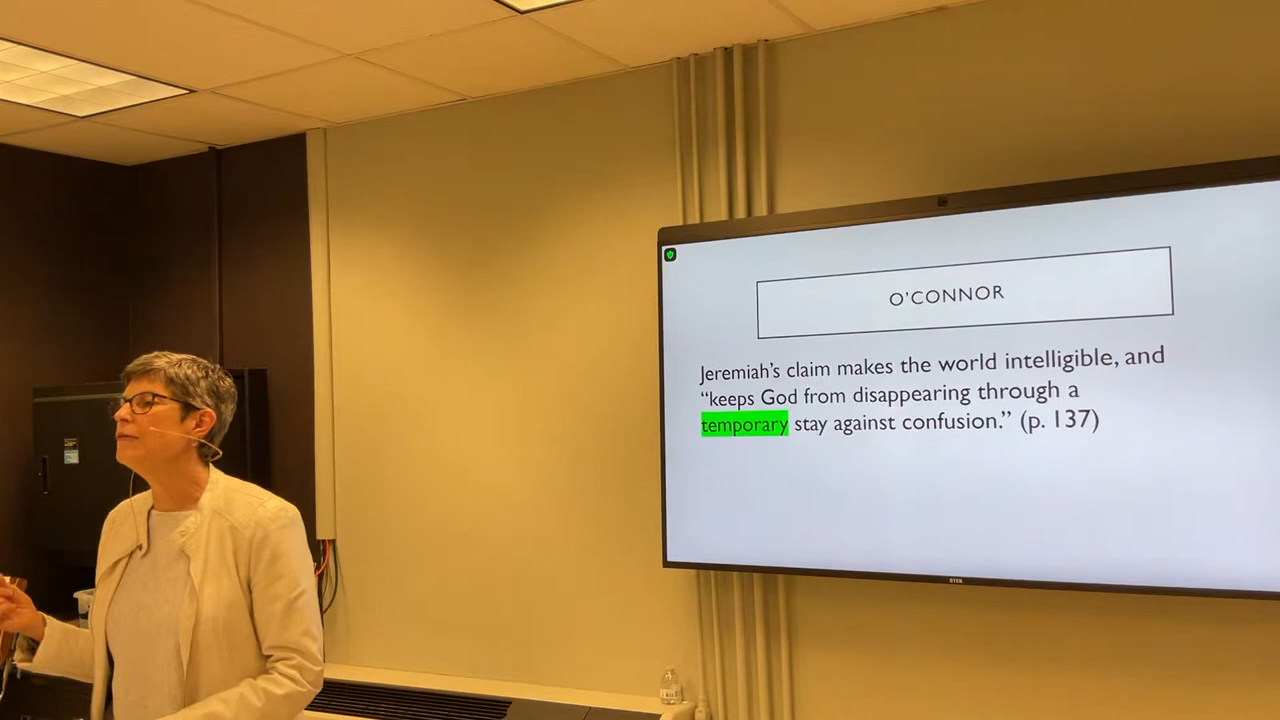 O'CONNOR
Jeremiah's claim makes the world intelligible, and
“keeps God from disappearing through a
temporary stay against confusion.” (p. 137)